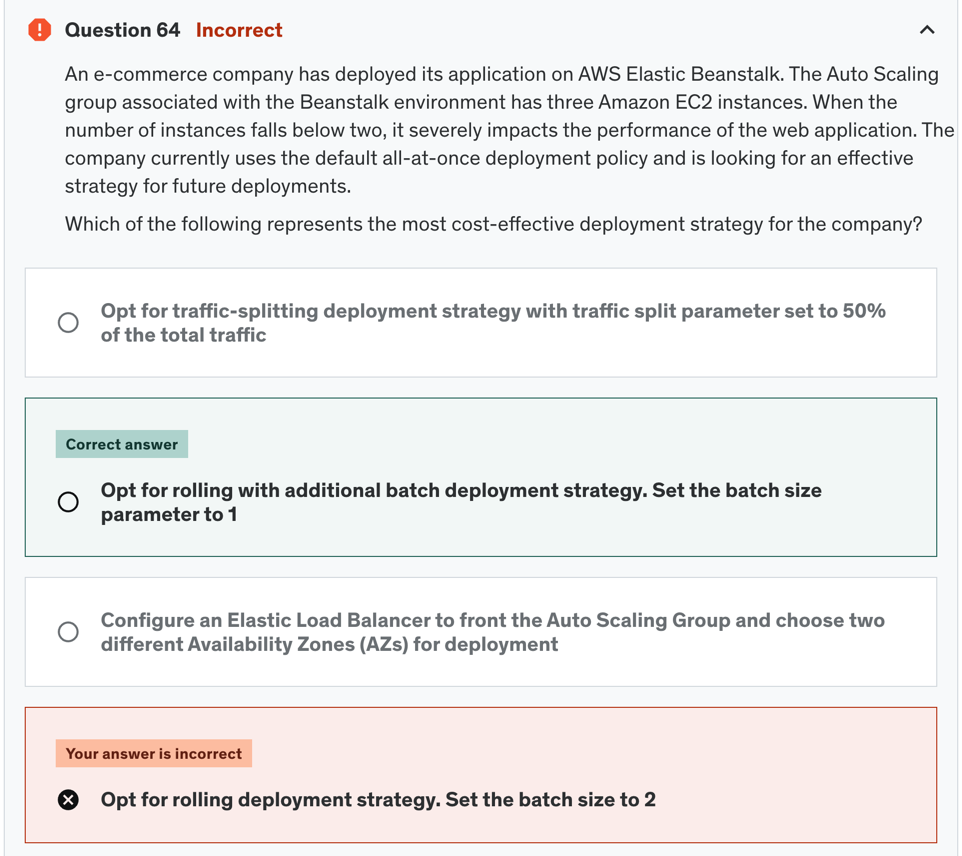 Question 64 Incorrect
An e-commerce company has deployed its application on AWS Elastic Beanstalk. The Auto Scaling
group associated with the Beanstalk environment has three Amazon EC2 instances. When the
number of instances falls below two, it severely impacts the performance of the web application. The
company currently uses the default all-at-once deployment policy and is looking for an effective
strategy for future deployments.
Which of the following represents the most cost-effective deployment strategy for the company?
Opt for traffic-splitting deployment strategy with traffic split parameter set to 50%
of the total traffic
Correct answer
Opt for rolling with additional batch deployment strategy. Set the batch size
parameter to 1
Configure an Elastic Load Balancer to front the Auto Scaling Group and choose two
different Availability Zones (AZs) for deployment
Your answer is incorrect
Opt for rolling deployment strategy. Set the batch size to 2